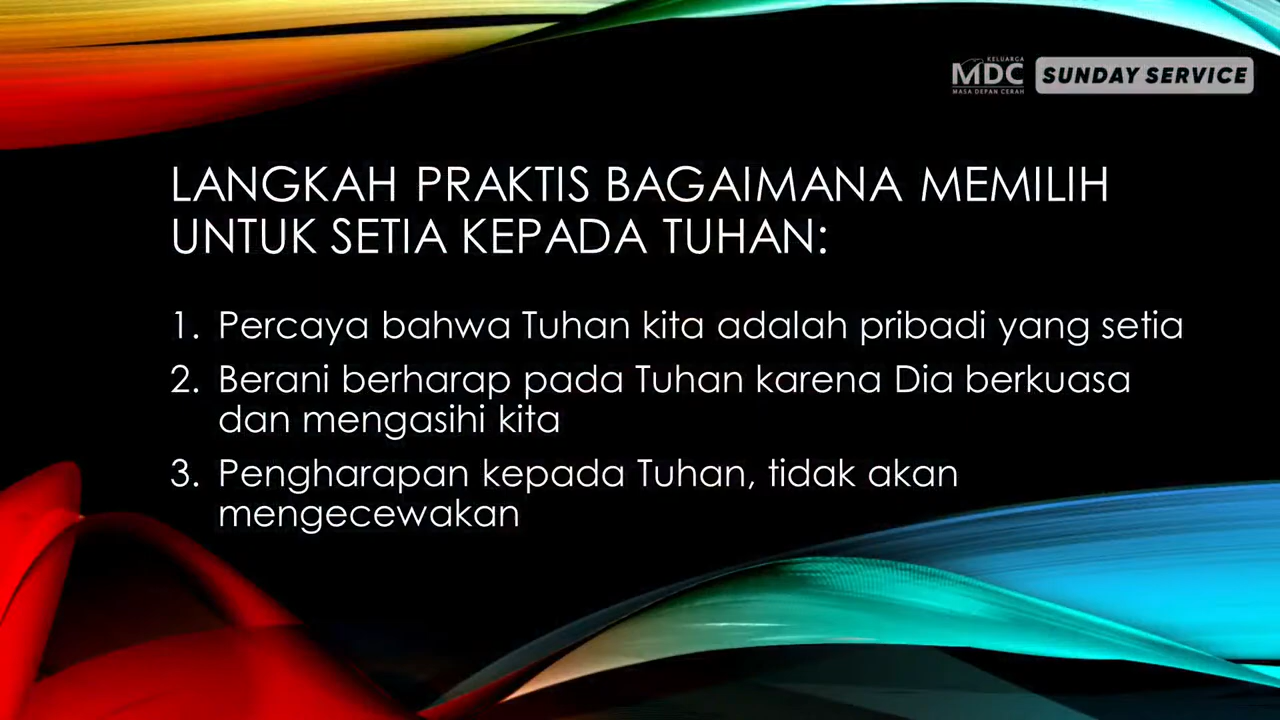 KELUARGA
MDC
MASA DEPAN CERAH
SUNDAY SERVICE
LANGKAH PRAKTIS BAGAIMANA MEMILIH
UNTUK SETIA KEPADA TUHAN:
1. Percaya bahwa Tuhan kita adalah pribadi yang setia
2. Berani berharap pada Tuhan karena Dia berkuasa
dan mengasihi kita
3. Pengharapan kepada Tuhan, tidak akan
mengecewakan